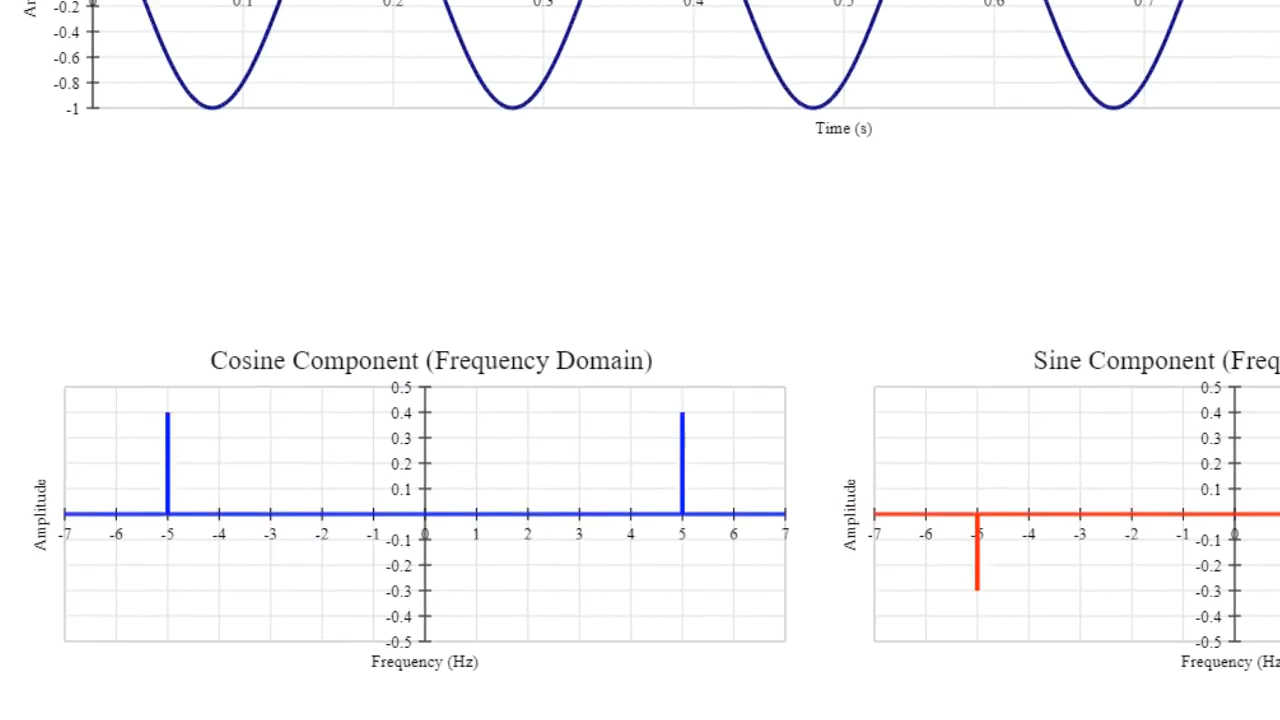 -0.2 0.1 0.2 0.3 0.4 0.5 0.6 0.7
-0.4
-0.6
-0.8
-1
Time (s)
Cosine Component (Frequency Domain)
0.5
0.4
0.3
0.2
0.1
-7 -6 -5 -4 -3 -2 -1 0 1 2 3 4 5 6 7
-0.1
-0.2
-0.3
-0.4
-0.5
Amplitude
Frequency (Hz)
Sine Component (Freq
0.5
0.4
0.3
0.2
0.1
-7 -6 -5 -4 -3 -2 -1 0
-0.1
-0.2
-0.3
-0.4
-0.5
Amplitude
Frequency (Hz